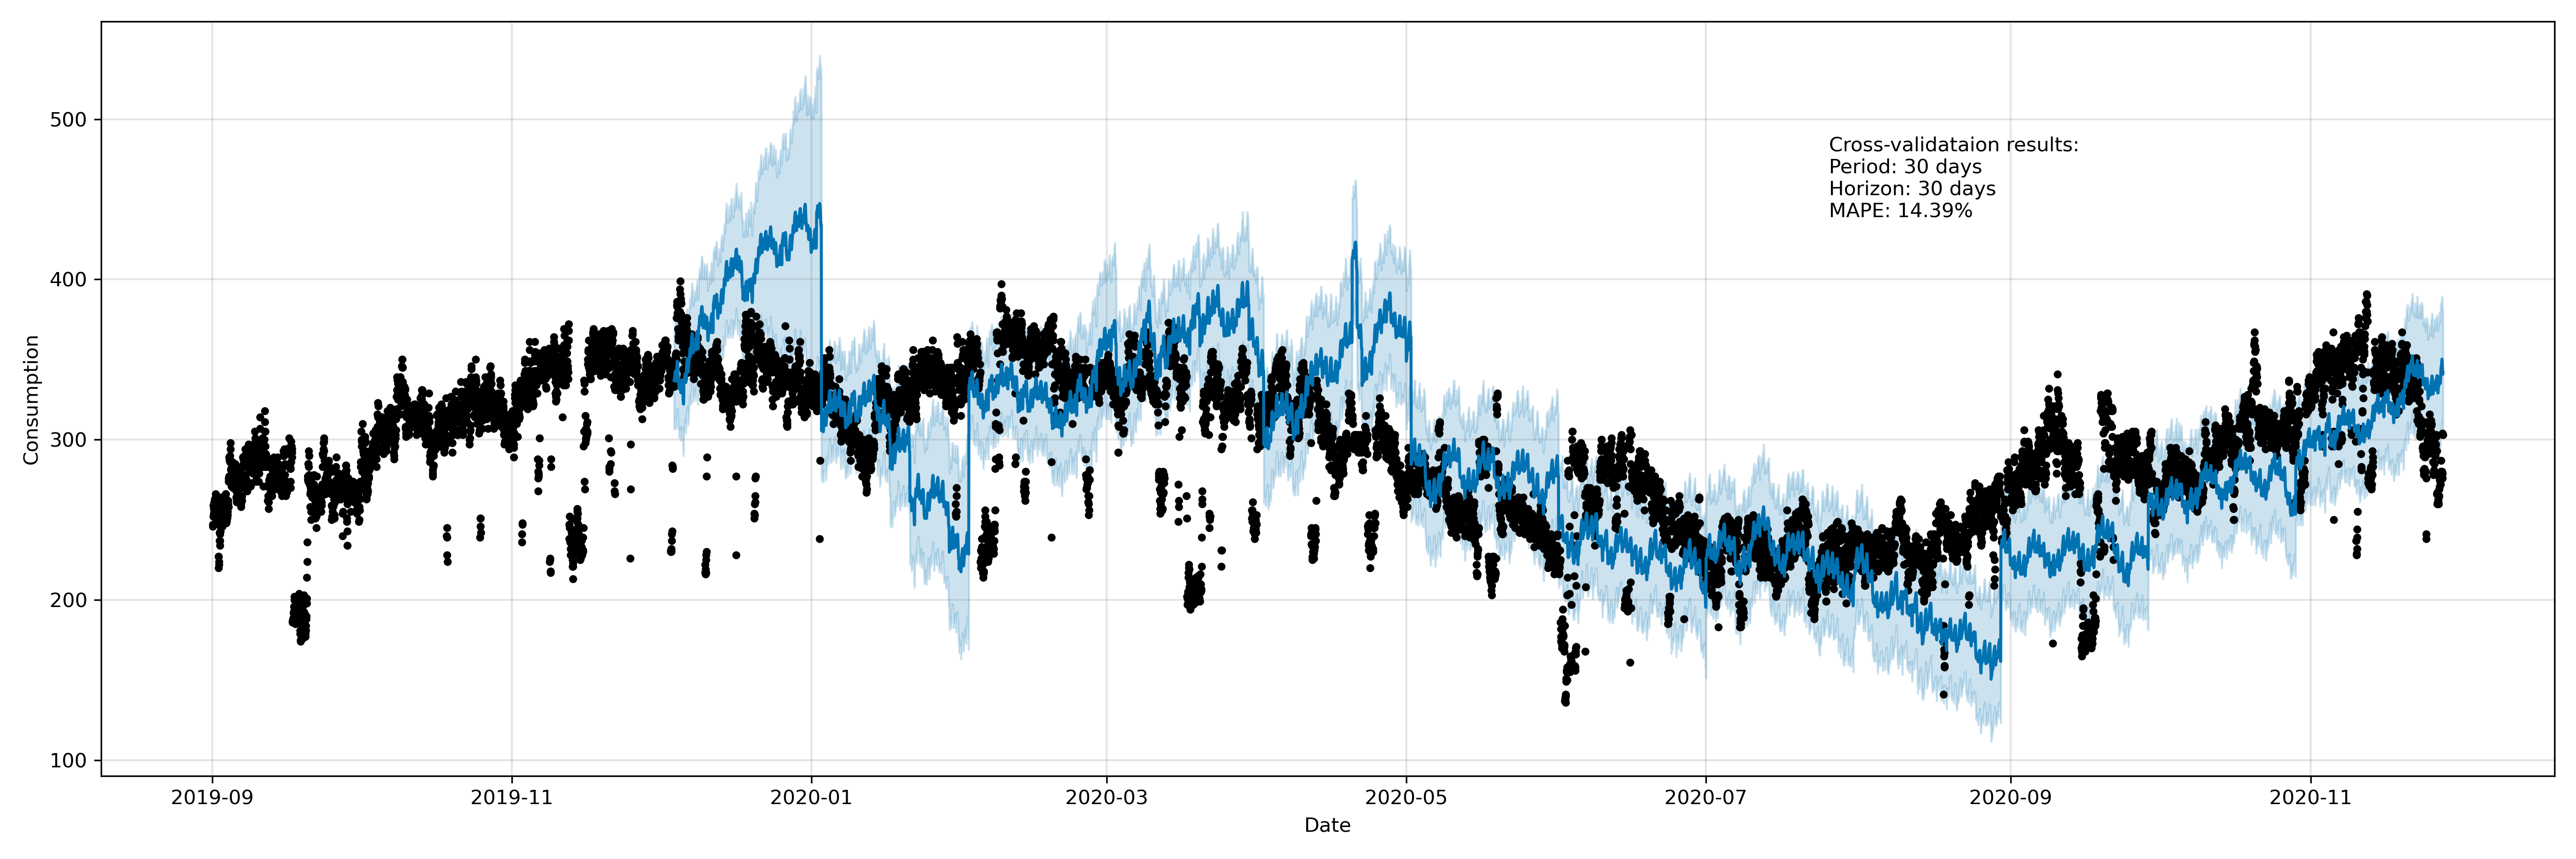 500
400
300
200
100
Consumption
Cross-validataion results:
Period: 30 days
Horizon: 30 days
MAPE: 14.39%
2019-09
2019-11
2020-01
2020-03
2020-05
2020-07
2020-09
2020-11
Date